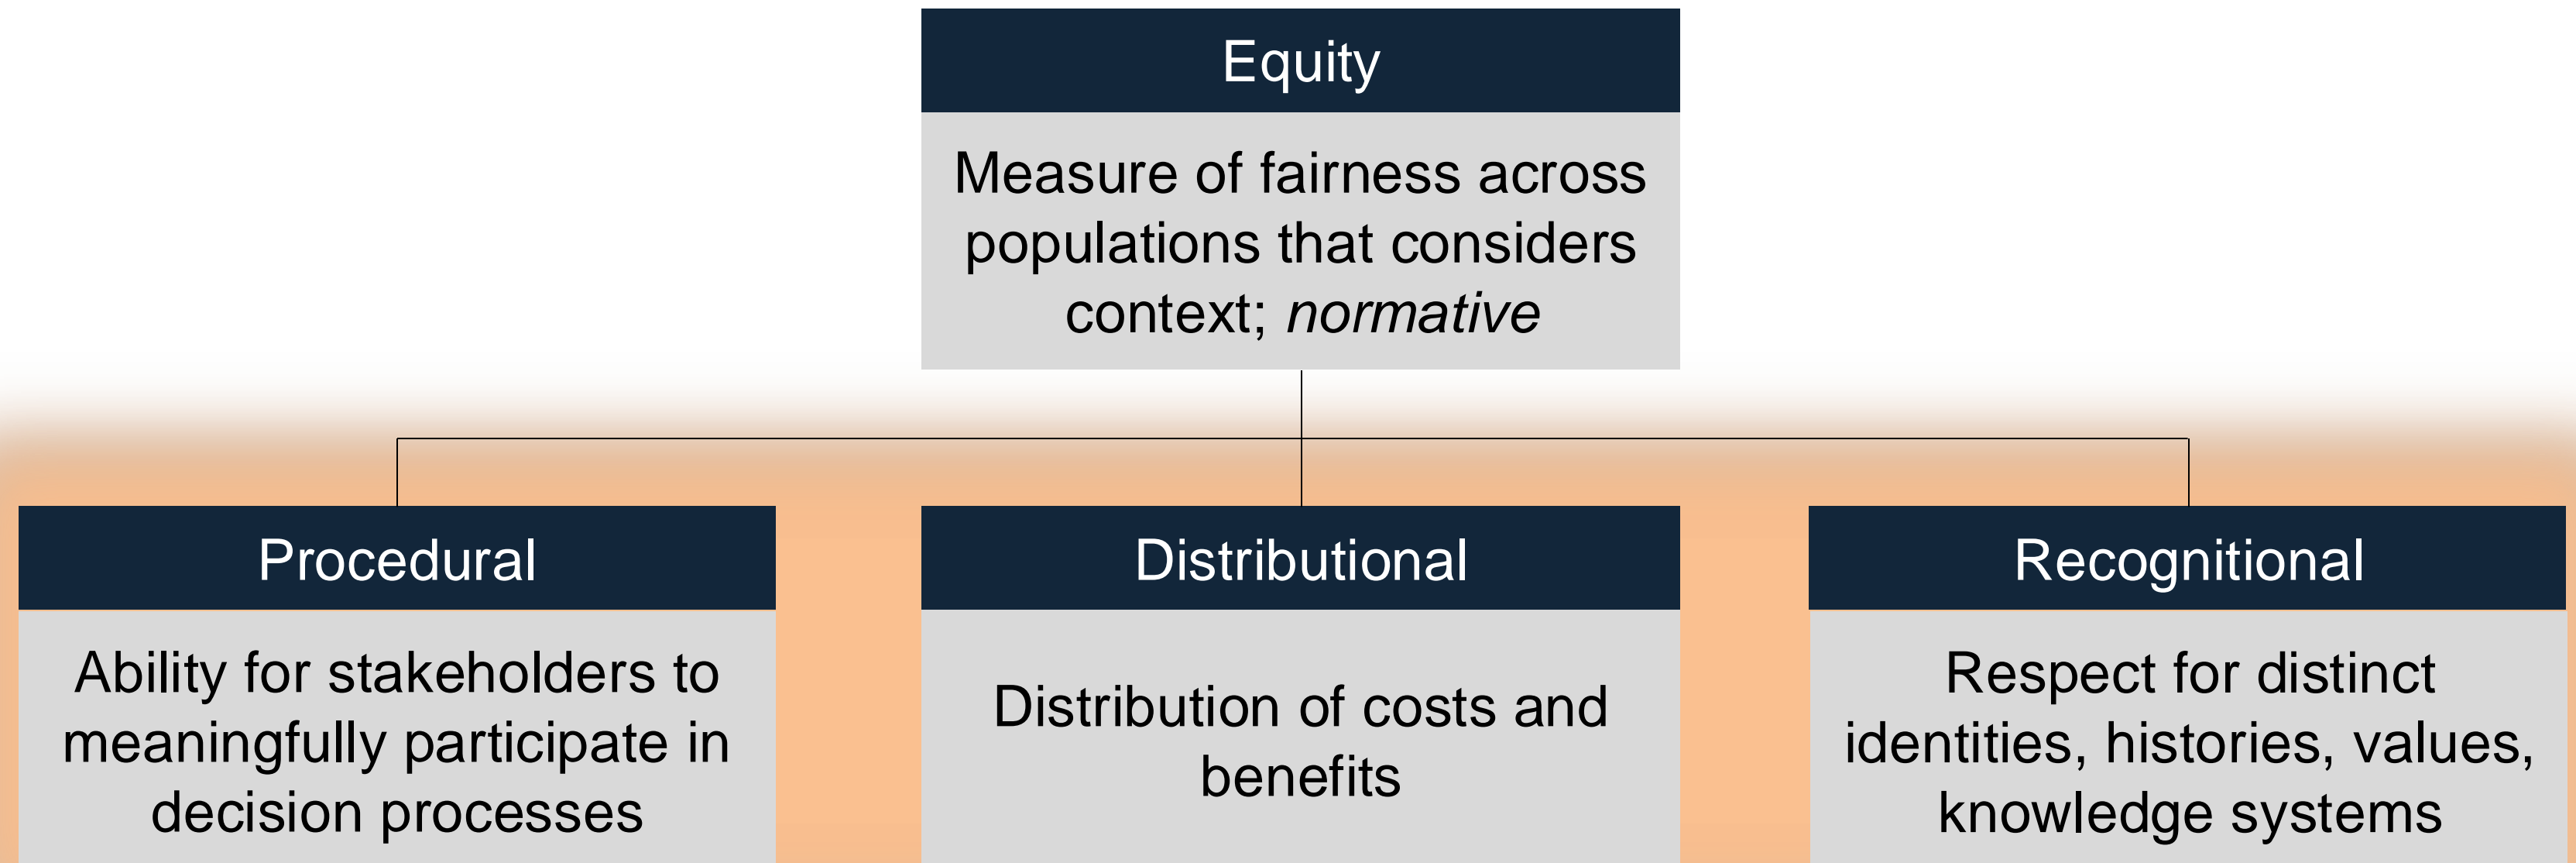 Equity
Measure of fairness across
populations that considers
context; normative
Procedural
Ability for stakeholders to
meaningfully participate in
decision processes
Distributional
Distribution of costs and
benefits
Recognitional
Respect for distinct
identities, histories, values,
knowledge systems